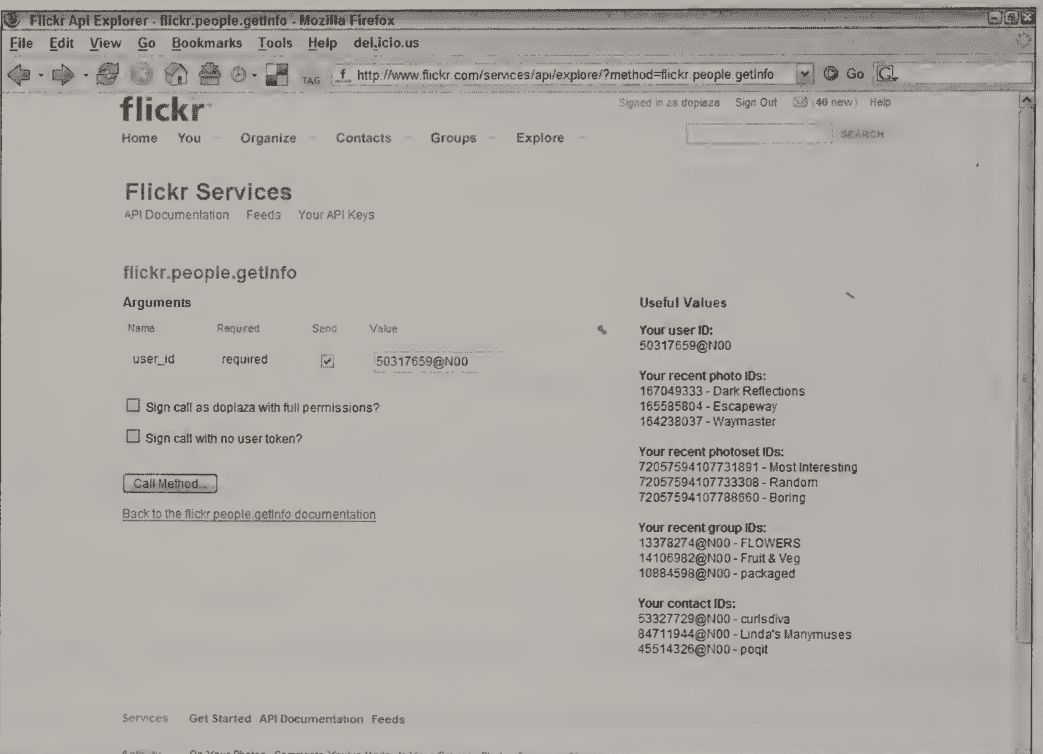 Flickr Api Explorer - flickr.people.getInfo - Mozilla Firefox
File Edit View Go Bookmarks Tools Help del.icio.us
TAG http://www.flickr.com/services/api/explore/?method=flickr.people.getInfo Go
flickr
Signed in as dopiaza Sign Out (40 new) Help
Home You Organize Contacts Groups Explore
SEARCH
Flickr Services
API Documentation Feeds Your API Keys
flickr.people.getInfo
Arguments
Name Required Send Value
user_id required 50317659@N00
Sign call as dopiaza with full permissions?
Sign call with no user token?
Call Method...
Back to the flickr.people.getInfo documentation
Useful Values
Your user ID:
50317659@N00
Your recent photo IDs:
167049333 - Dark Reflections
165585804 - Escapeway
164238037 - Waymaster
Your recent photoset IDs:
72057594107731891 - Most Interesting
72057594107733308 - Random
72057594107788660 - Boring
Your recent group IDs:
13378274@N00 - FLOWERS
14106982@N00 - Fruit & Veg
10884598@N00 - packaged
Your contact IDs:
53327729@N00 - curlsdiva
84711944@N00 - Linda's Manymuses
45514326@N00 - poqit
Services Get Started API Documentation Feeds